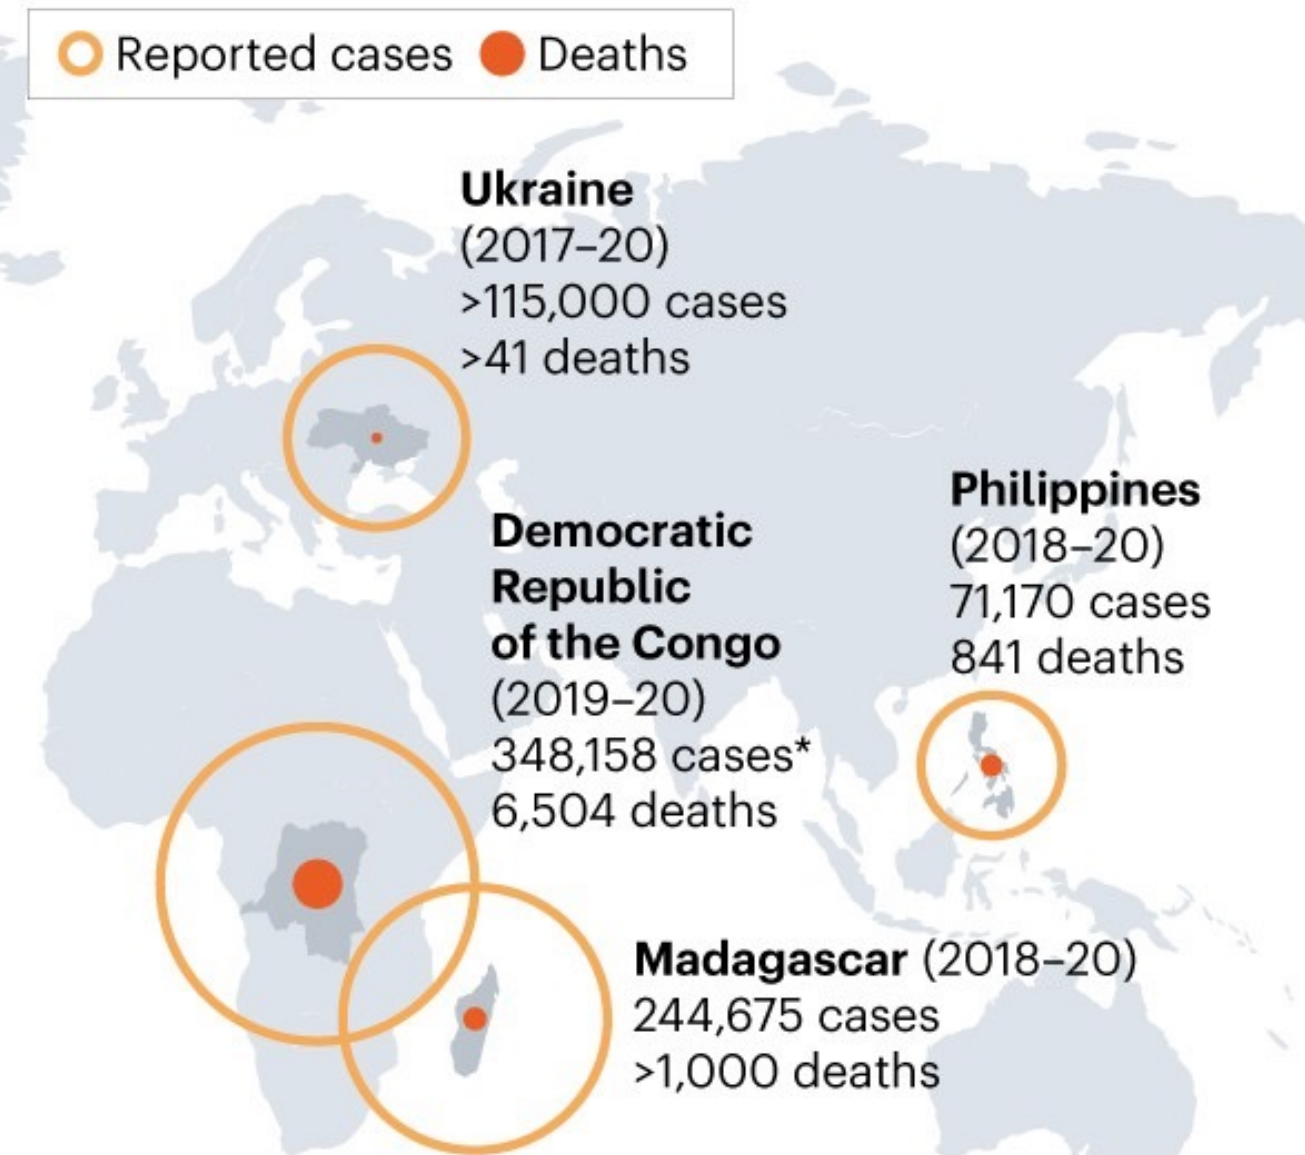 Reported cases Deaths
Ukraine
(2017–20)
>115,000 cases
>41 deaths
Democratic
Republic
of the Congo
(2019–20)
348,158 cases*
6,504 deaths
Philippines
(2018–20)
71,170 cases
841 deaths
Madagascar (2018–20)
244,675 cases
>1,000 deaths